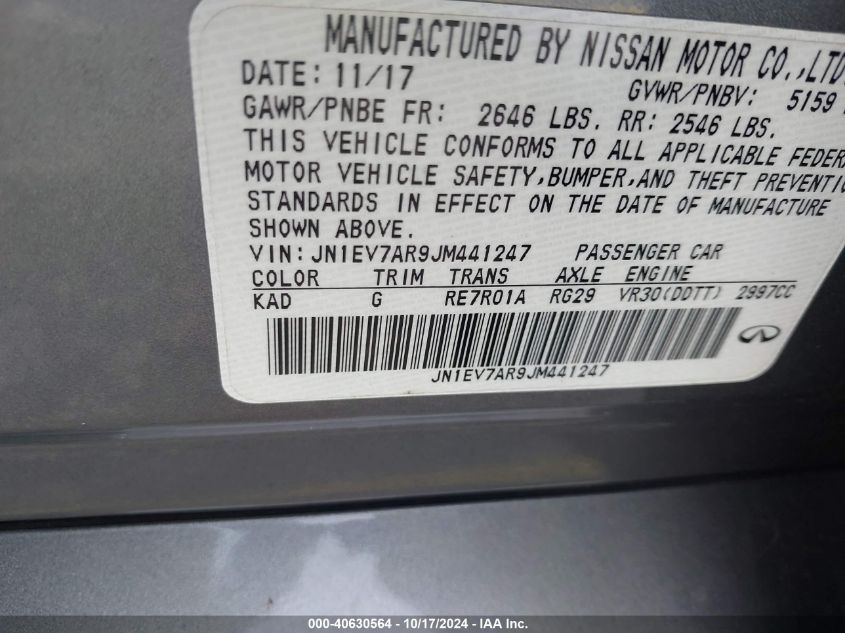 MANUFACTURED BY NISSAN MOTOR CO.,LTD.
DATE: 11/17 GVWR/PNBV: 5159
GAWR/PNBE FR: 2646 LBS. RR: 2546 LBS.
THIS VEHICLE CONFORMS TO ALL APPLICABLE FEDERA
MOTOR VEHICLE SAFETY,BUMPER,AND THEFT PREVENTIO
STANDARDS IN EFFECT ON THE DATE OF MANUFACTURE
SHOWN ABOVE.
VIN: JN1EV7AR9JM441247 PASSENGER CAR
COLOR TRIM TRANS AXLE ENGINE
KAD G RE7R01A RG29 VR30(DDTT) 2997CC
JN1EV7AR9JM441247
000-40630564 - 10/17/2024 - IAA Inc.